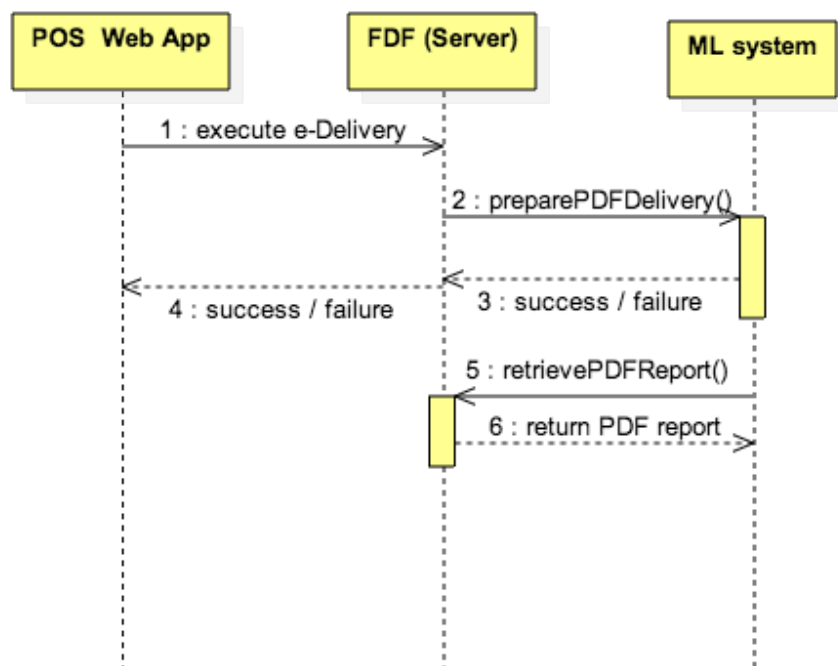 POS Web App
FDF (Server)
ML system
1 : execute e-Delivery
2 : preparePDFDelivery()
3 : success / failure
4 : success / failure
5 : retrievePDFReport()
6 : return PDF report